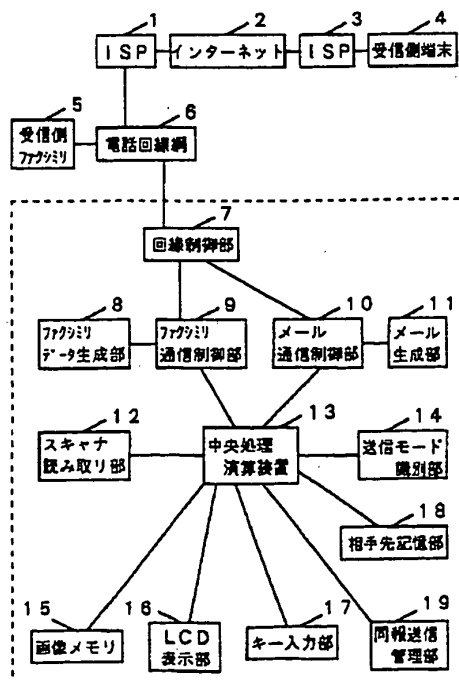 1 2 3 4
ISP インターネット ISP 受信側端末
5 6
受信側
ファクシミリ
電話回線網
7
回線制御部
8 9 10 11
ファクシミリ
データ生成部
ファクシミリ
通信制御部
メール
通信制御部
メール
生成部
12 13 14
スキャナ
読み取り部
中央処理
演算装置
送信モード
識別部
18
相手先記憶部
15 16 17 19
画像メモリ
LCD
表示部
キー入力部
同報送信
管理部